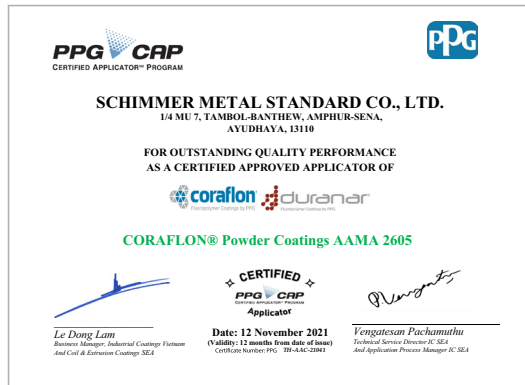 PPG CAP
CERTIFIED APPLICATOR™ PROGRAM
PPG
SCHIMMER METAL STANDARD CO., LTD.
1/4 MU 7, TAMBOL-BANTHEW, AMPHUR-SENA,
AYUDHAYA, 13110
FOR OUTSTANDING QUALITY PERFORMANCE
AS A CERTIFIED APPROVED APPLICATOR OF
coraflon® duranar®
Fluoropolymer Coatings by PPG Fluoropolymer Coatings by PPG
CORAFLON® Powder Coatings AAMA 2605
CERTIFIED
PPG CAP
CERTIFIED APPLICATOR™ PROGRAM
Applicator
Le Dong Lam
Business Manager, Industrial Coatings Vietnam
And Coil & Extrusion Coatings SEA
Date: 12 November 2021
(Validity: 12 months from date of issue)
Certificate Number: PPG TH-AAC-21041
Vengatesan Pachamuthu
Technical Service Director IC SEA
And Application Process Manager IC SEA